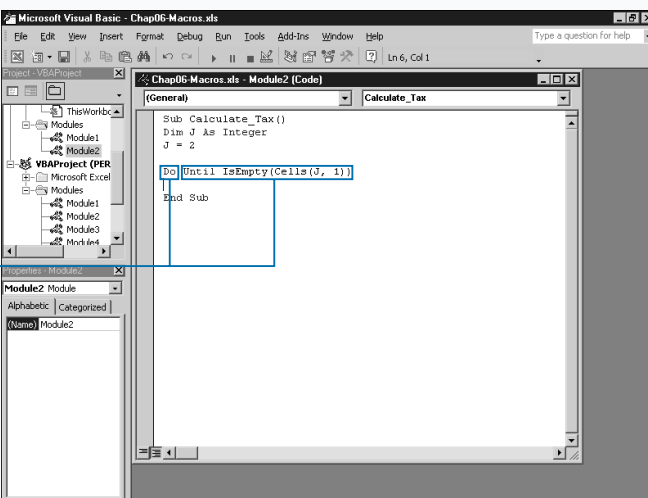 Microsoft Visual Basic - Chap06-Macros.xls
File Edit View Insert Format Debug Run Tools Add-Ins Window Help
Type a question for help
Ln 6, Col 1
Project - VBAProject
ThisWorkbo
Modules
Module1
Module2
VBAProject (PER
Microsoft Excel
Modules
Module1
Module2
Module3
Module4
Properties - Module2
Module2 Module
Alphabetic Categorized
(Name) Module2
Chap06-Macros.xls - Module2 (Code)
(General) Calculate_Tax
Sub Calculate_Tax()
Dim J As Integer
J = 2
Do Until IsEmpty(Cells(J, 1))
End Sub